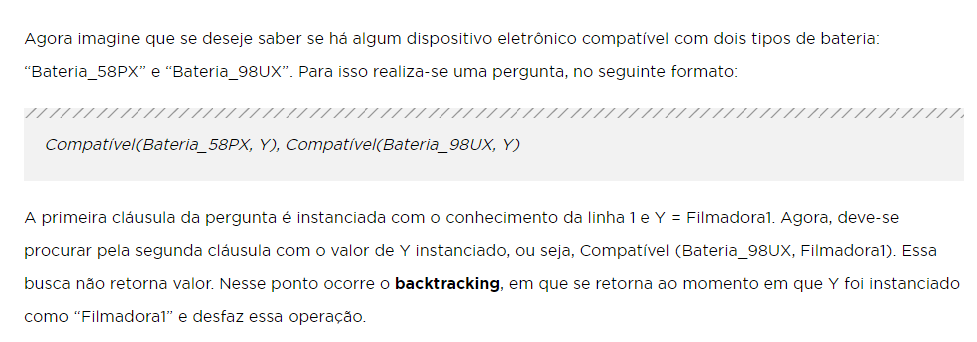 Agora imagine que se deseje saber se há algum dispositivo eletrônico compatível com dois tipos de bateria:
“Bateria_58PX” e “Bateria_98UX”. Para isso realiza-se uma pergunta, no seguinte formato:
Compatível(Bateria_58PX, Y), Compatível(Bateria_98UX, Y)
A primeira cláusula da pergunta é instanciada com o conhecimento da linha 1 e Y = Filmadora1. Agora, deve-se
procurar pela segunda cláusula com o valor de Y instanciado, ou seja, Compatível (Bateria_98UX, Filmadora1). Essa
busca não retorna valor. Nesse ponto ocorre o backtracking, em que se retorna ao momento em que Y foi instanciado
como “Filmadora1” e desfaz essa operação.